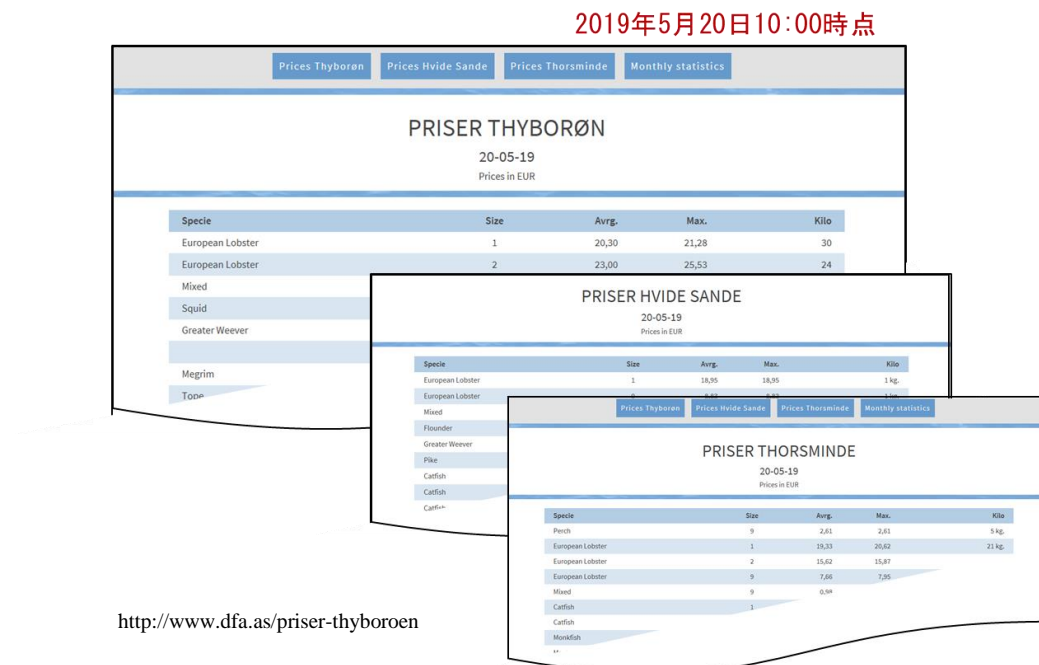 2019年5月20日10:00時点
Prices Thyborøn Prices Hvide Sande Prices Thorsminde Monthly statistics
PRISER THYBORØN
20-05-19
Prices in EUR
Specie Size Avrg. Max. Kilo
European Lobster 1 20,30 21,28 30
European Lobster 2 23,00 25,53 24
Mixed
Squid
Greater Weever
Megrim
Tope
PRISER HVIDE SANDE
20-05-19
Prices in EUR
Specie Size Avrg. Max. Kilo
European Lobster 1 18,95 18,95 1 kg.
European Lobster
Mixed
Flounder
Greater Weever
Pike
Catfish
Catfish
Catfish
Prices Thyborøn Prices Hvide Sande Prices Thorsminde Monthly statistics
PRISER THORSMINDE
20-05-19
Prices in EUR
Specie Size Avrg. Max. Kilo
Perch 9 2,61 2,61 5 kg.
European Lobster 1 19,33 20,62 21 kg.
European Lobster 2 15,62 15,87
European Lobster 9 7,66 7,95
Mixed 9 0,98
Catfish 1
Catfish
Monkfish
http://www.dfa.as/priser-thyboroen